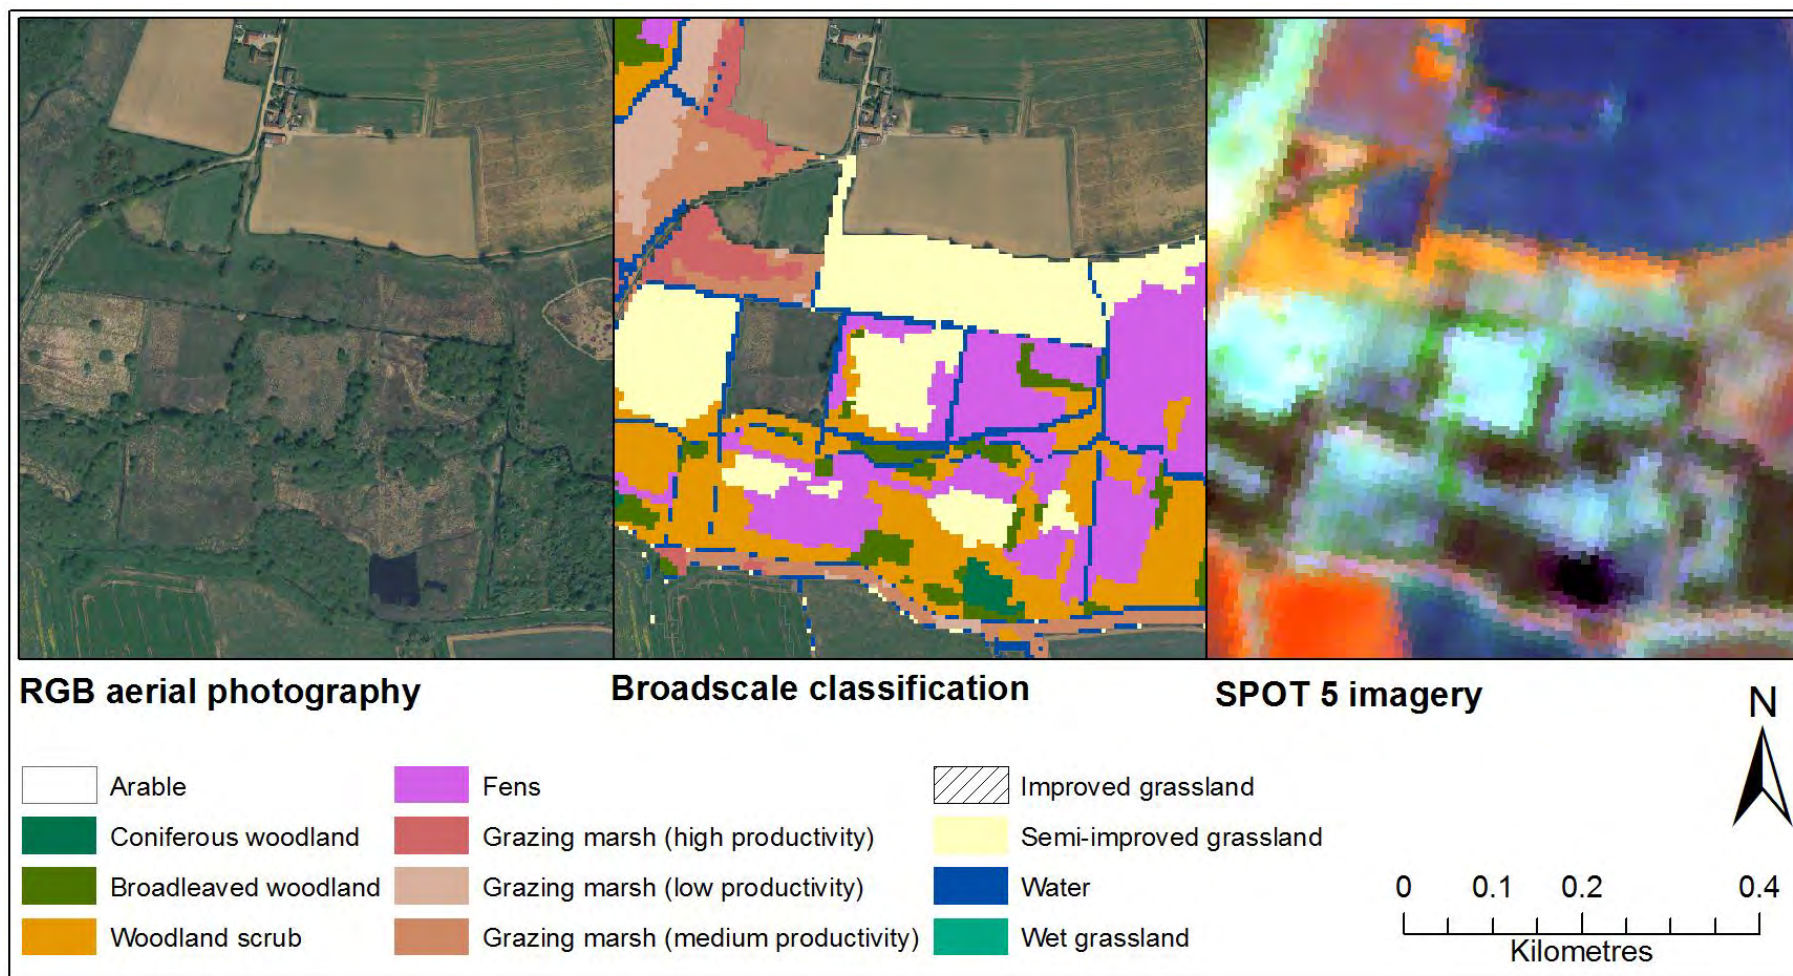 RGB aerial photography
Broadscale classification
SPOT 5 imagery
N
Arable
Coniferous woodland
Broadleaved woodland
Woodland scrub
Fens
Grazing marsh (high productivity)
Grazing marsh (low productivity)
Grazing marsh (medium productivity)
Improved grassland
Semi-improved grassland
Water
Wet grassland
0 0.1 0.2 0.4
Kilometres